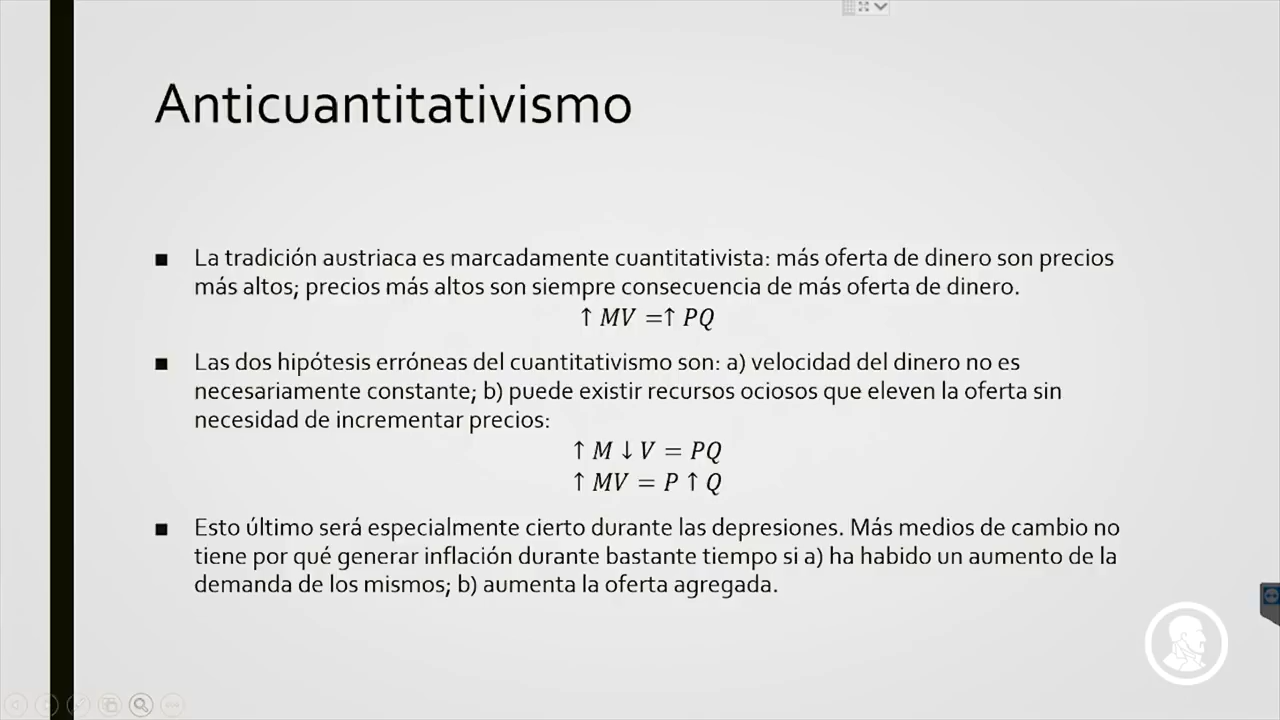 Anticuantitativismo
■ La tradición austriaca es marcadamente cuantitativista: más oferta de dinero son precios
más altos; precios más altos son siempre consecuencia de más oferta de dinero.
↑ MV =↑ PQ
■ Las dos hipótesis erróneas del cuantitativismo son: a) velocidad del dinero no es
necesariamente constante; b) puede existir recursos ociosos que eleven la oferta sin
necesidad de incrementar precios:
↑ M ↓ V = PQ
↑ MV = P ↑ Q
■ Esto último será especialmente cierto durante las depresiones. Más medios de cambio no
tiene por qué generar inflación durante bastante tiempo si a) ha habido un aumento de la
demanda de los mismos; b) aumenta la oferta agregada.